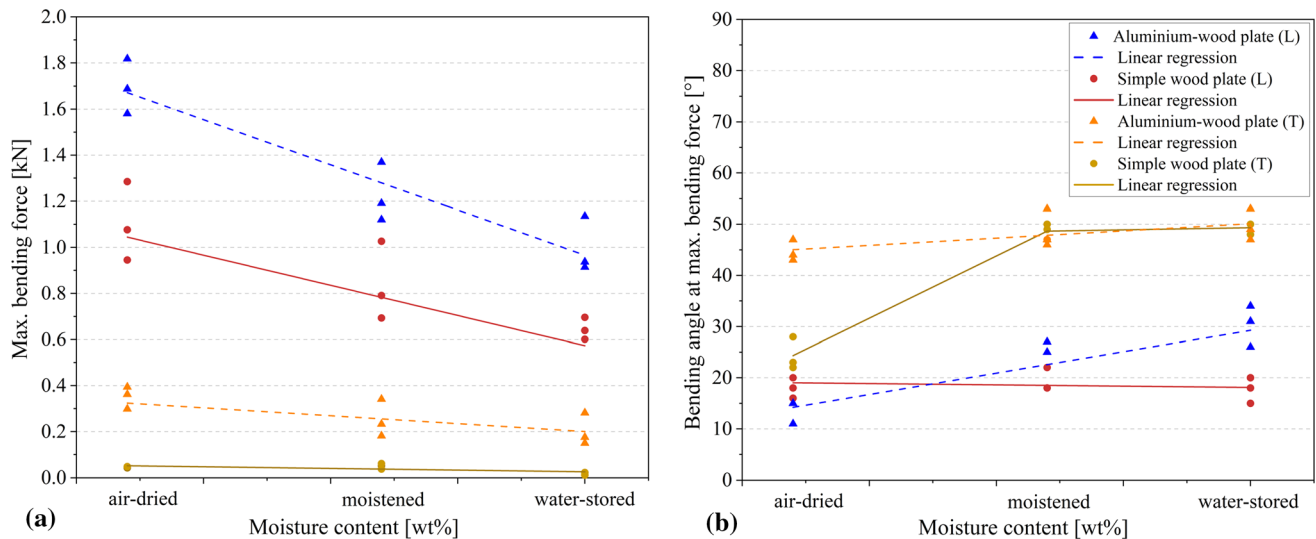 2.0
1.8
1.6
1.4
1.2
1.0
0.8
0.6
0.4
0.2
0.0
Max. bending force [kN]
air-dried
moistened
water-stored
Moisture content [wt%]
(a)
90
80
70
60
50
40
30
20
10
0
Bending angle at max. bending force [°]
Aluminium-wood plate (L)
Linear regression
Simple wood plate (L)
Linear regression
Aluminium-wood plate (T)
Linear regression
Simple wood plate (T)
Linear regression
air-dried
moistened
water-stored
Moisture content [wt%]
(b)